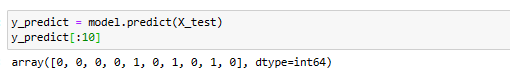 y_predict = model.predict(X_test)
y_predict[:10]
array([0, 0, 0, 0, 1, 0, 1, 0, 1, 0], dtype=int64)